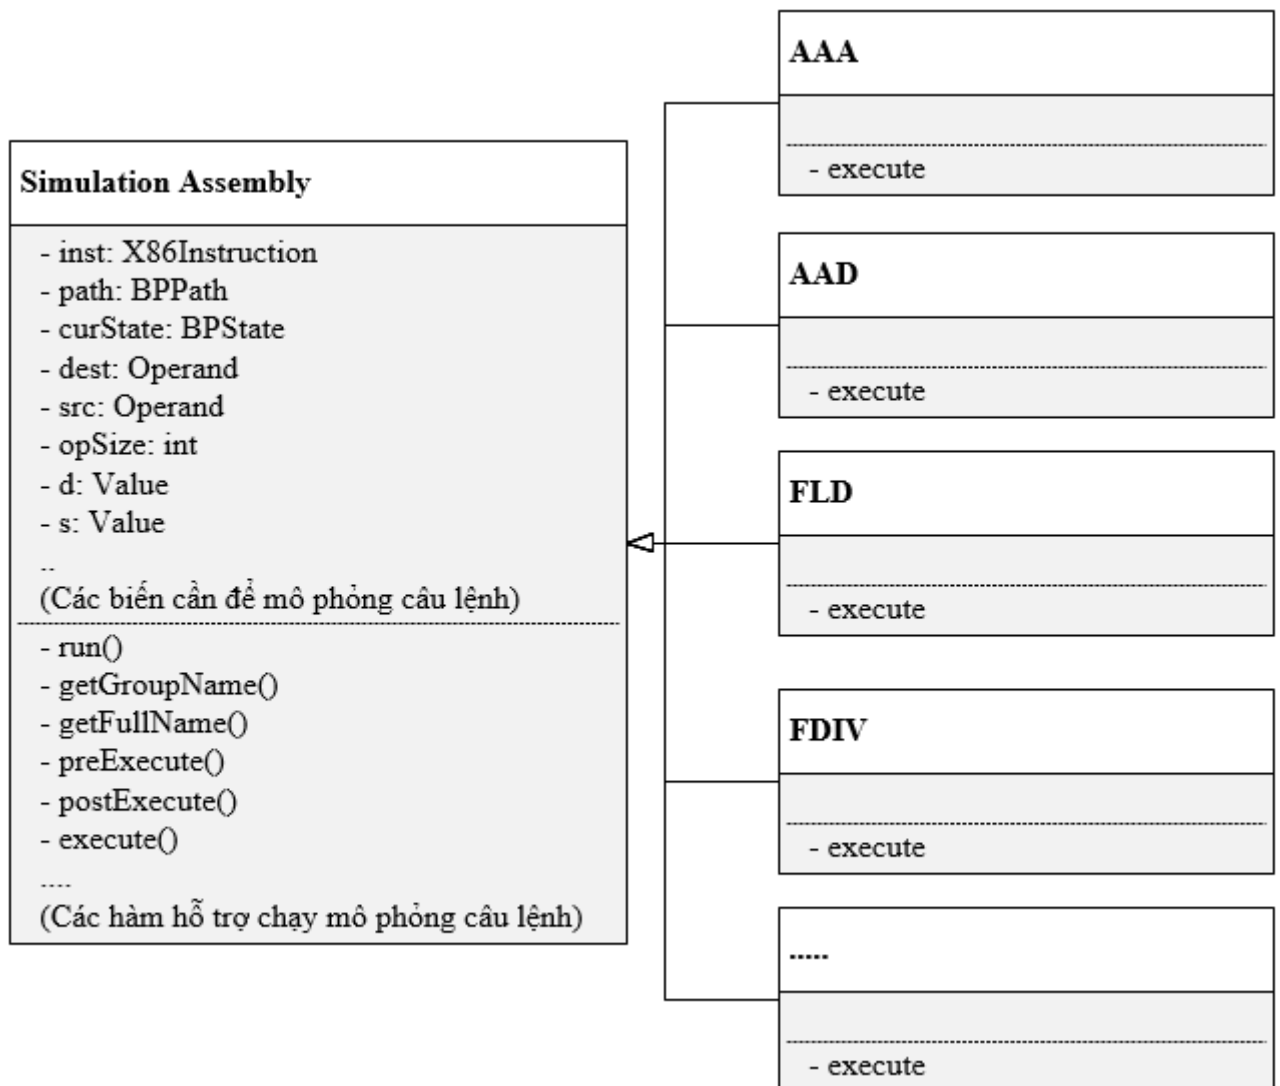 Simulation Assembly
- inst: X86Instruction
- path: BPPath
- curState: BPState
- dest: Operand
- src: Operand
- opSize: int
- d: Value
- s: Value
..
(Các biến cần để mô phỏng câu lệnh)
- run()
- getGroupName()
- getFullName()
- preExecute()
- postExecute()
- execute()
....
(Các hàm hỗ trợ chạy mô phỏng câu lệnh)
AAA
- execute
AAD
- execute
FLD
- execute
FDIV
- execute
.....
- execute